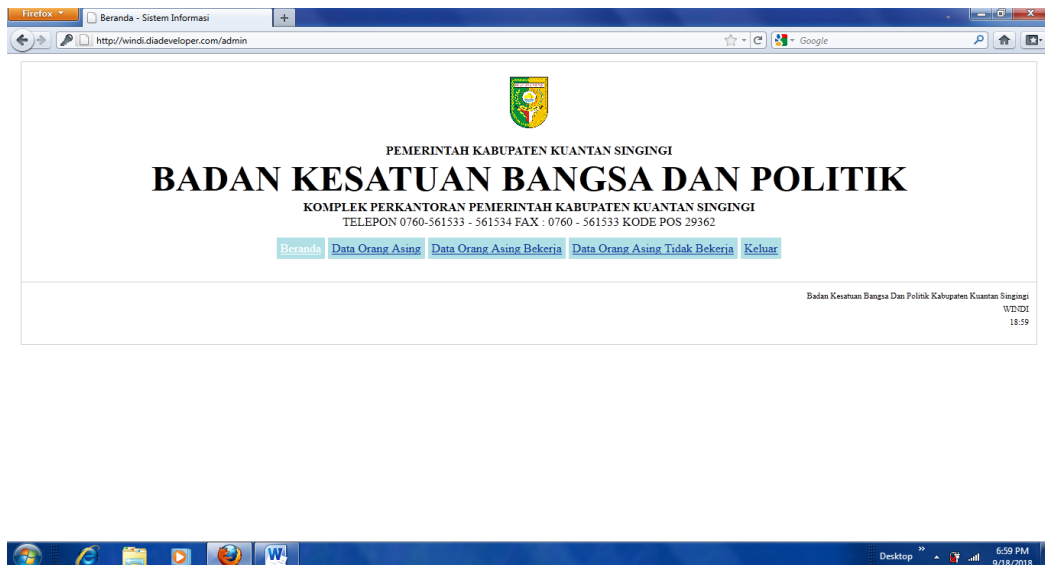 Firefox
Beranda - Sistem Informasi
http://windi.diadeveloper.com/admin
Google
PEMERINTAH KABUPATEN KUANTAN SINGINGI
BADAN KESATUAN BANGSA DAN POLITIK
KOMPLEK PERKANTORAN PEMERINTAH KABUPATEN KUANTAN SINGINGI
TELEPON 0760-561533 - 561534 FAX : 0760 - 561533 KODE POS 29362
Beranda Data Orang Asing Data Orang Asing Bekerja Data Orang Asing Tidak Bekerja Keluar
Badan Kesatuan Bangsa Dan Politik Kabupaten Kuantan Singingi
WINDI
18:59
Desktop
6:59 PM
9/18/2018